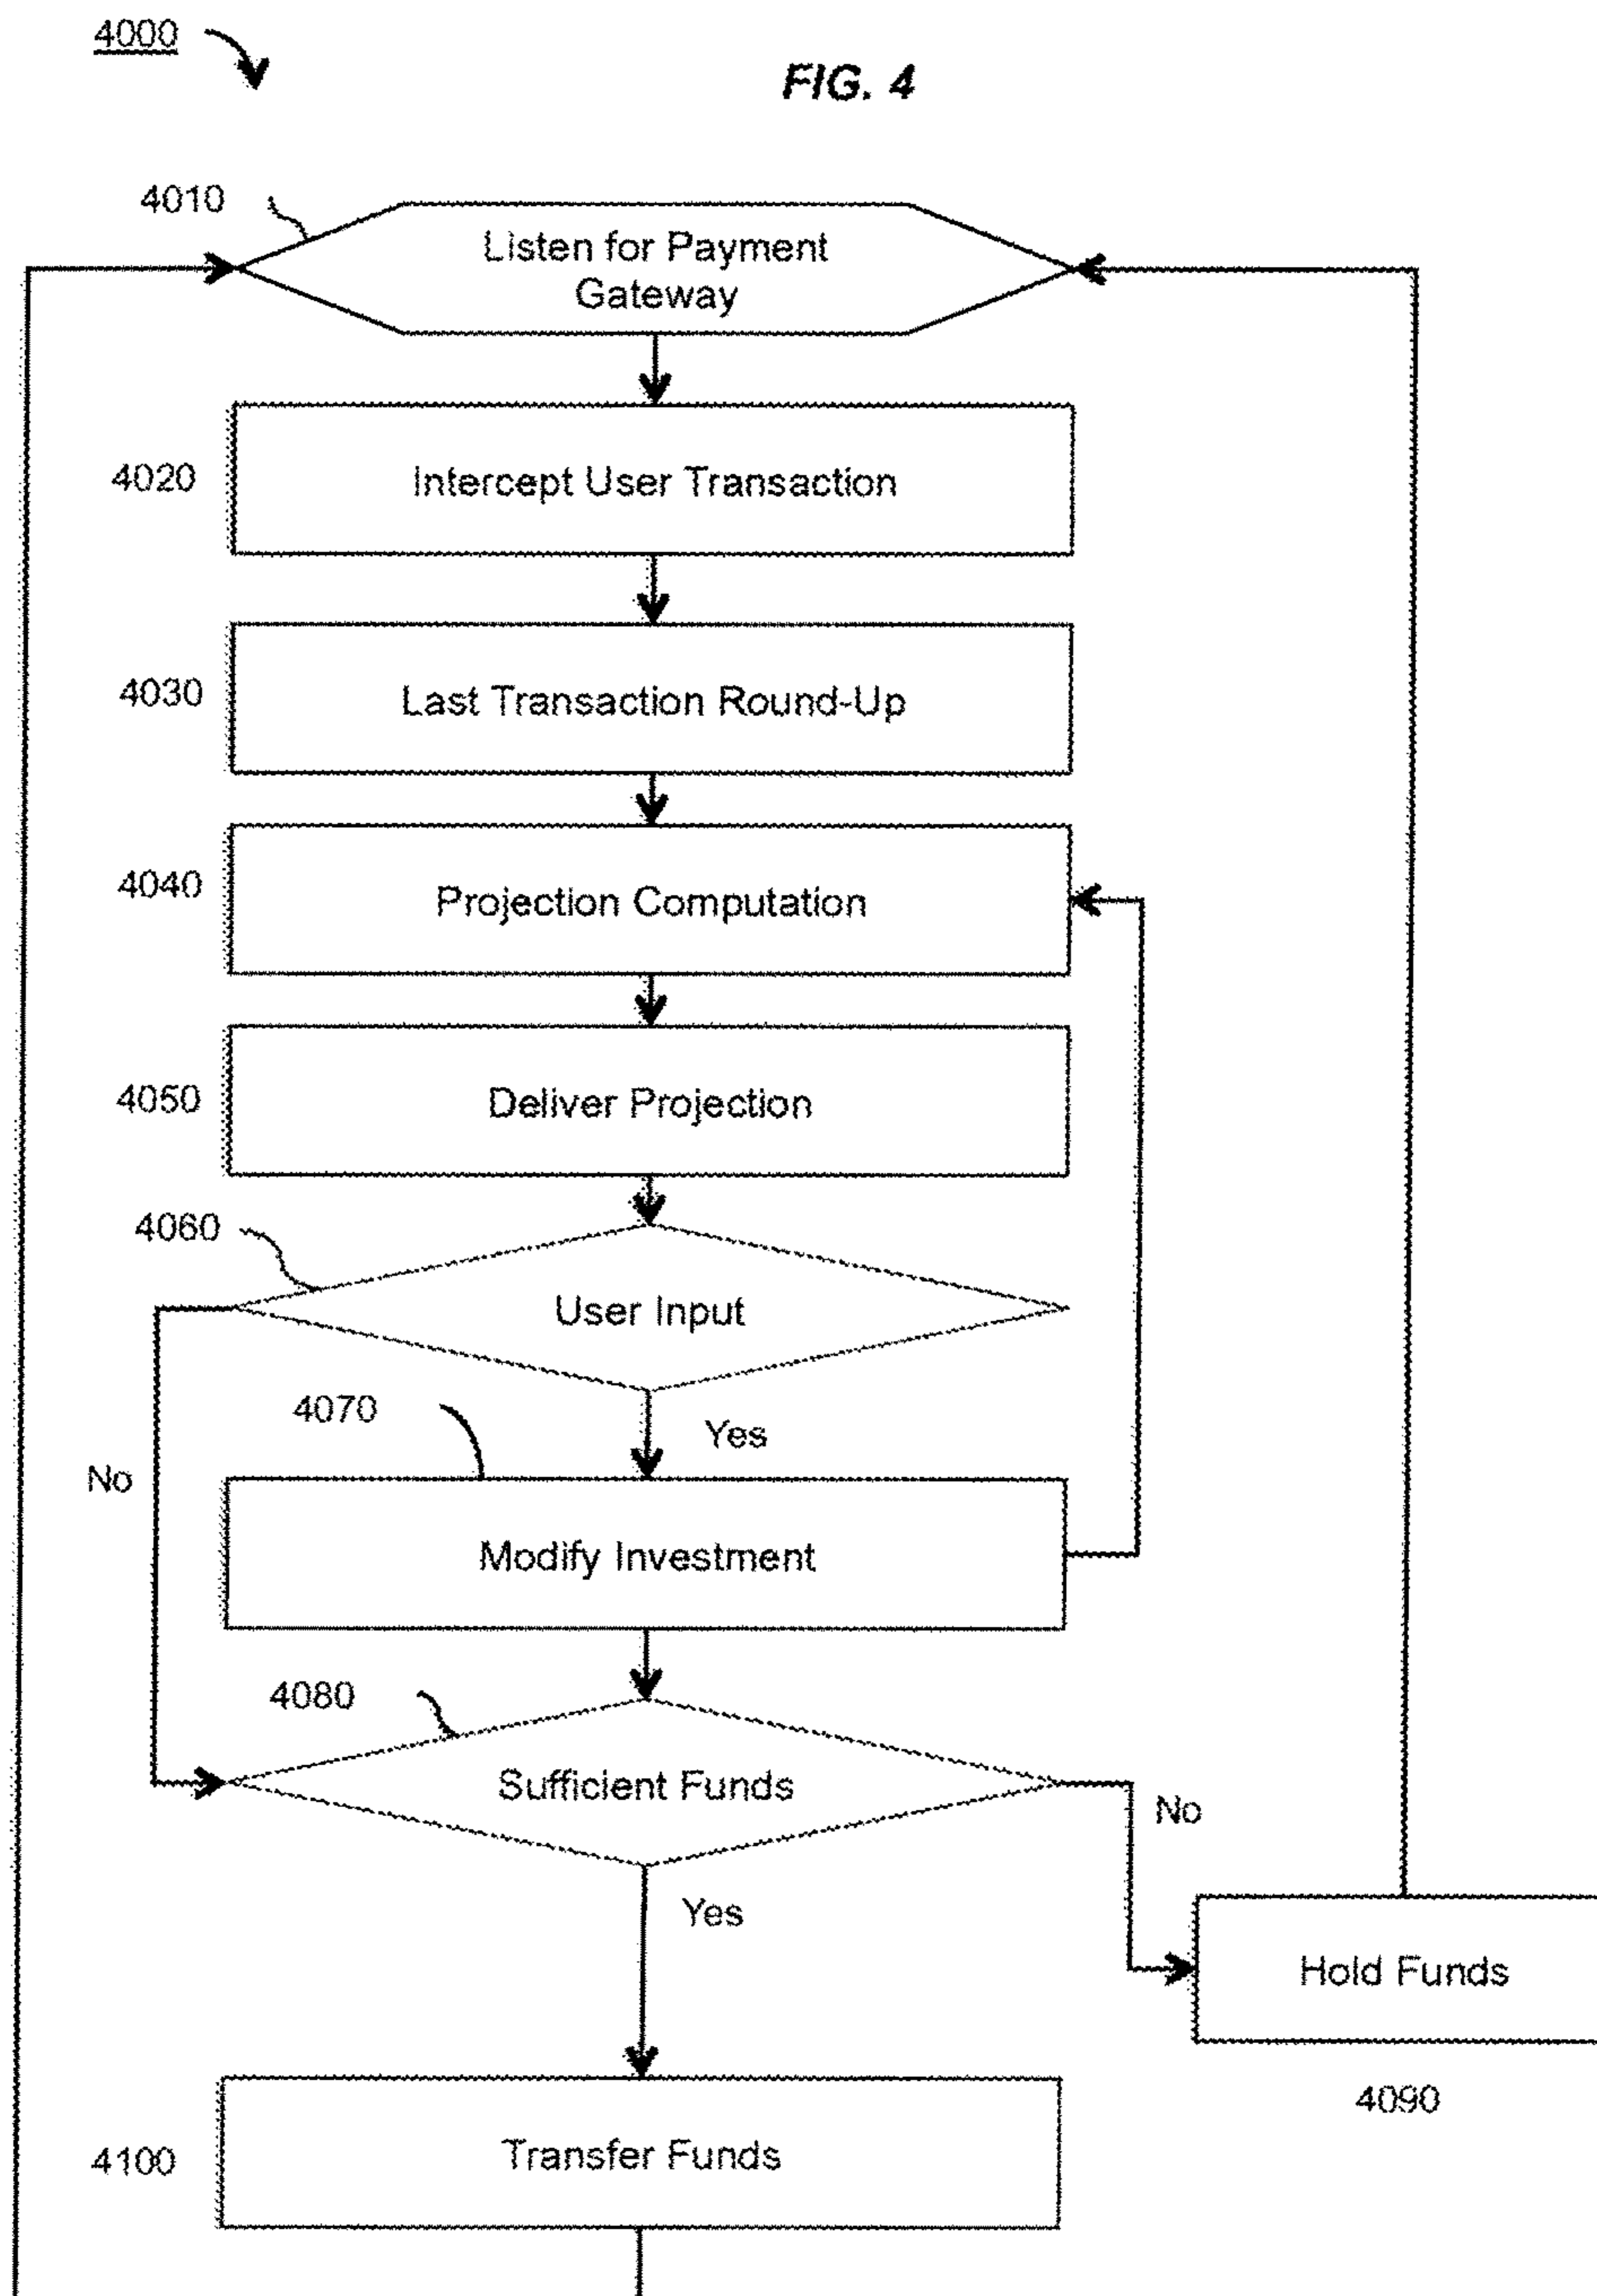 4000
FIG. 4
4010
Listen for Payment
Gateway
4020
Intercept User Transaction
4030
Last Transaction Round-Up
4040
Projection Computation
4050
Deliver Projection
4060
User Input
4070
Yes
No
Modify Investment
4080
Sufficient Funds
No
Yes
Hold Funds
4090
4100
Transfer Funds